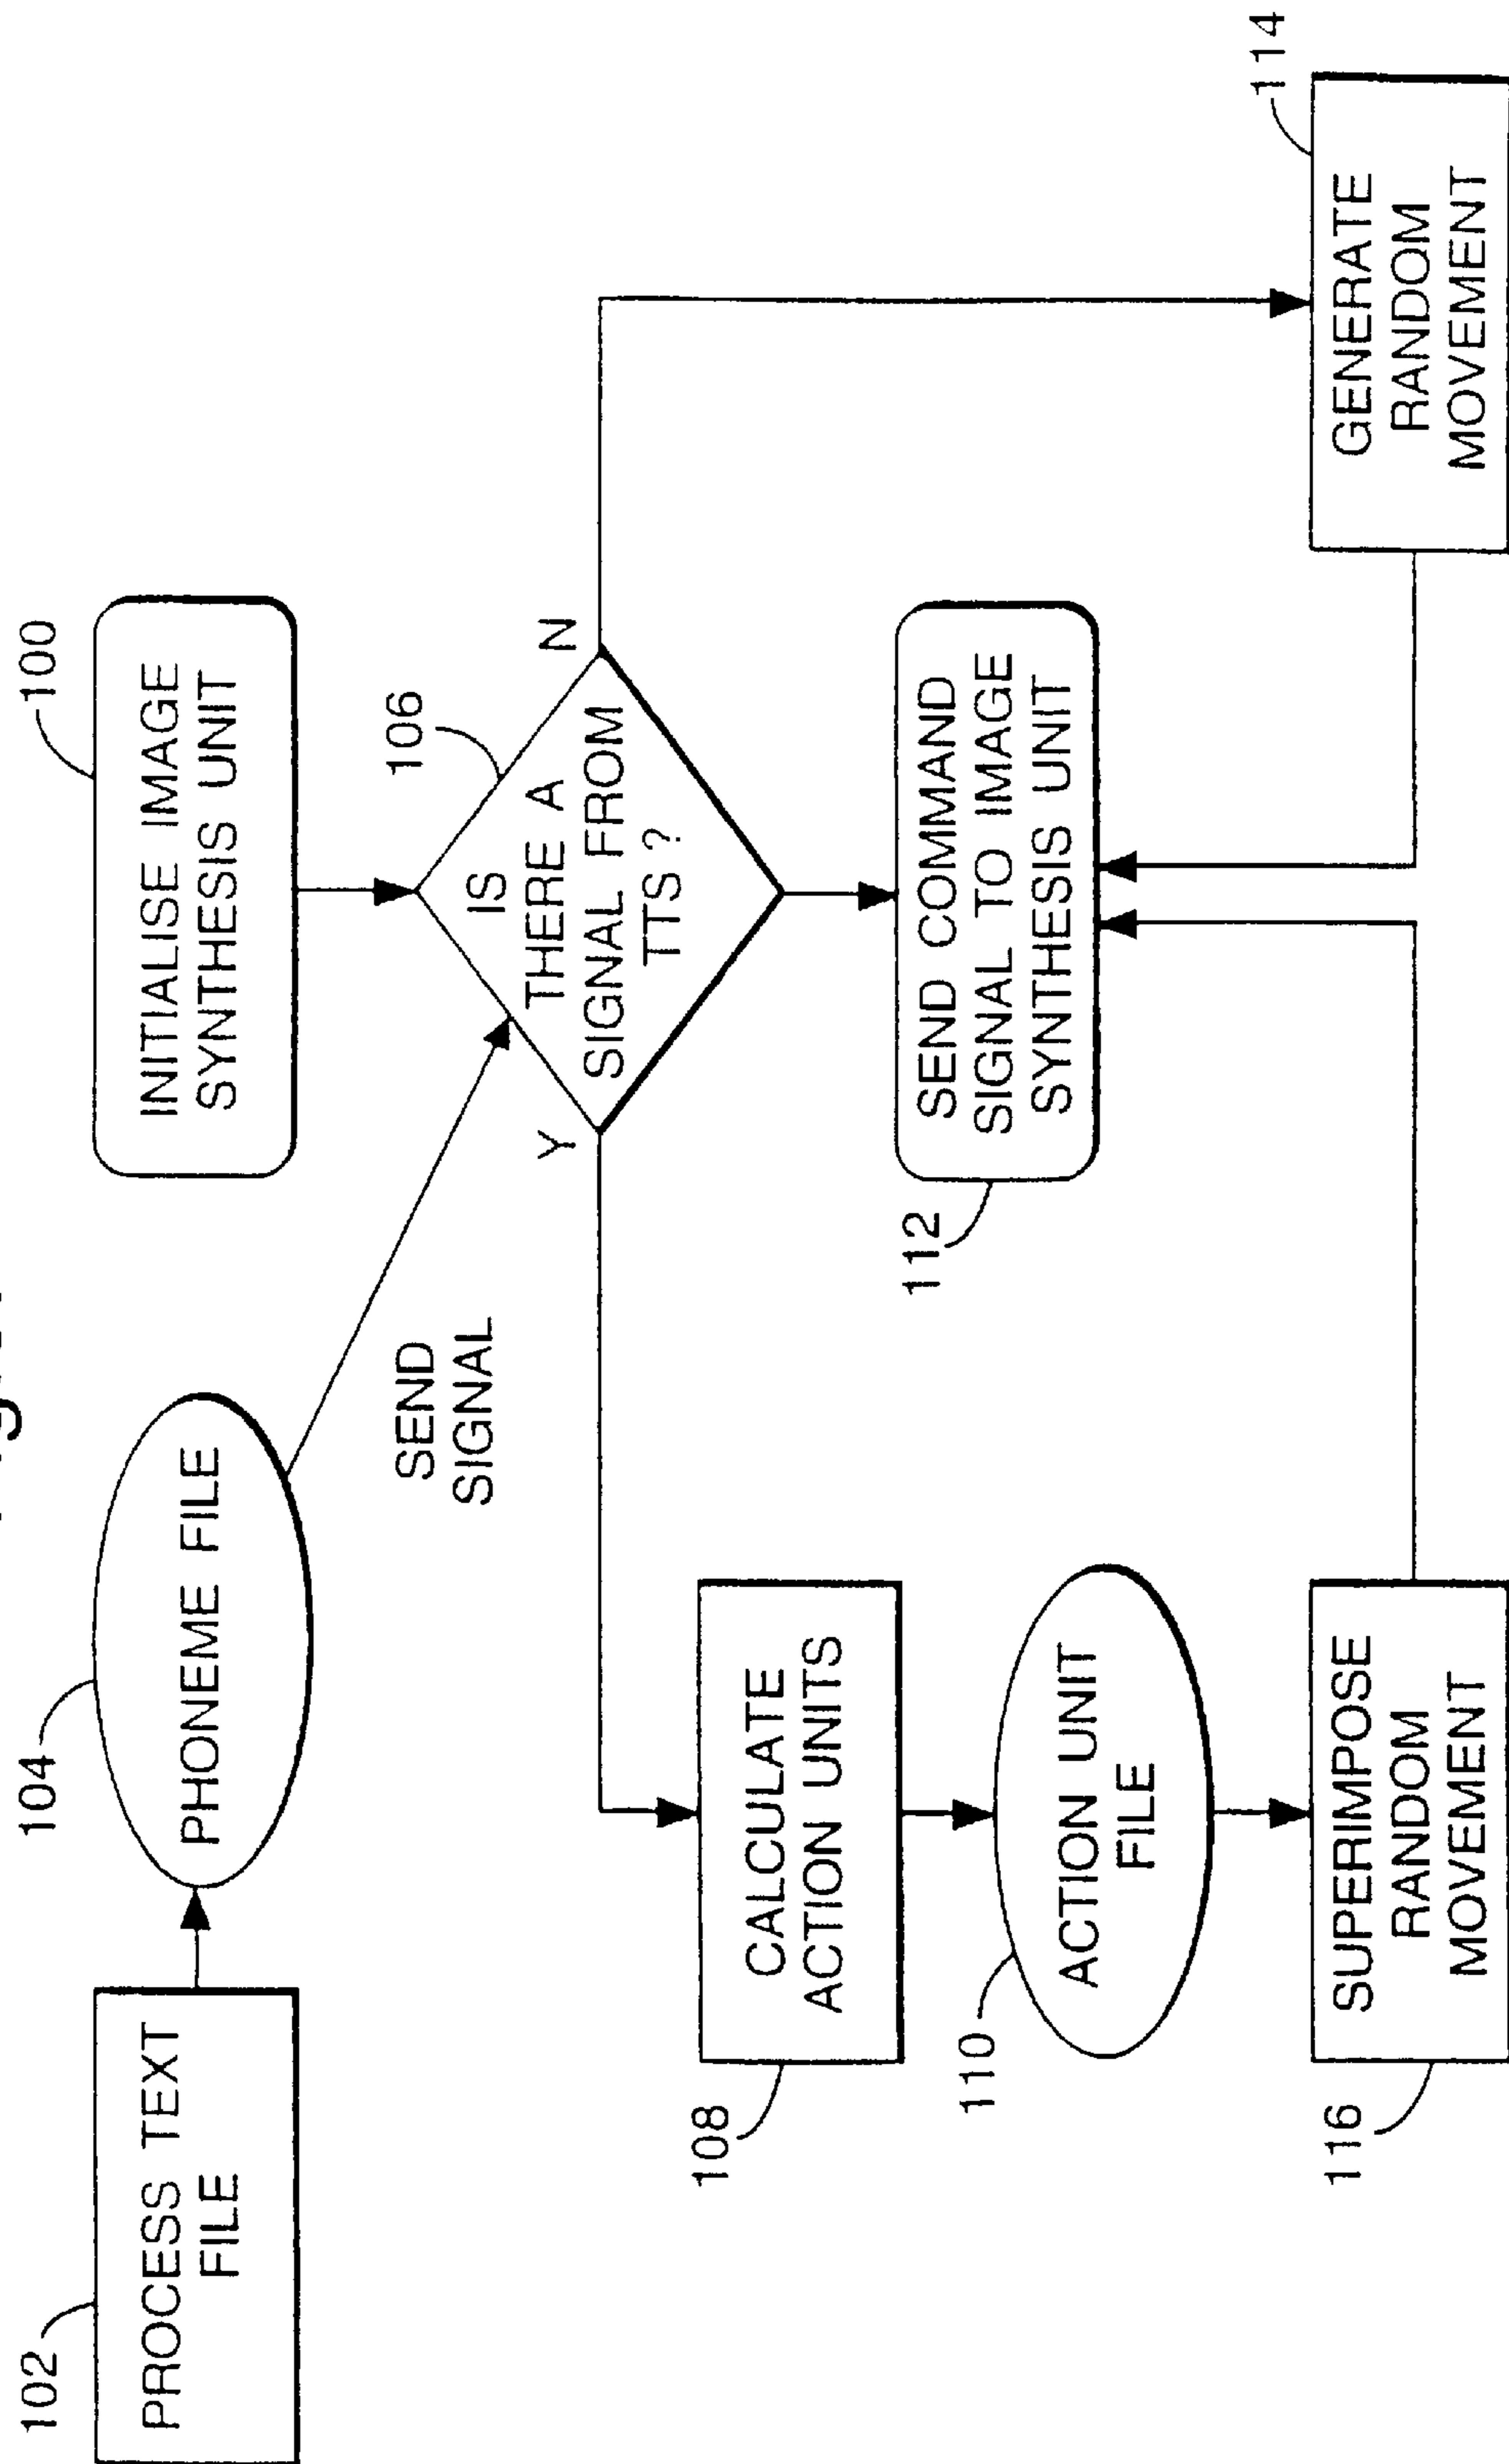 102
PROCESS TEXT
FILE
104
PHONEME FILE
SEND
SIGNAL
100
INITIALISE IMAGE
SYNTHESIS UNIT
106
IS
THERE A
SIGNAL FROM
TTS ?
Y
N
108
CALCULATE
ACTION UNITS
110
ACTION UNIT
FILE
112
SEND COMMAND
SIGNAL TO IMAGE
SYNTHESIS UNIT
116
SUPERIMPOSE
RANDOM
MOVEMENT
114
GENERATE
RANDOM
MOVEMENT